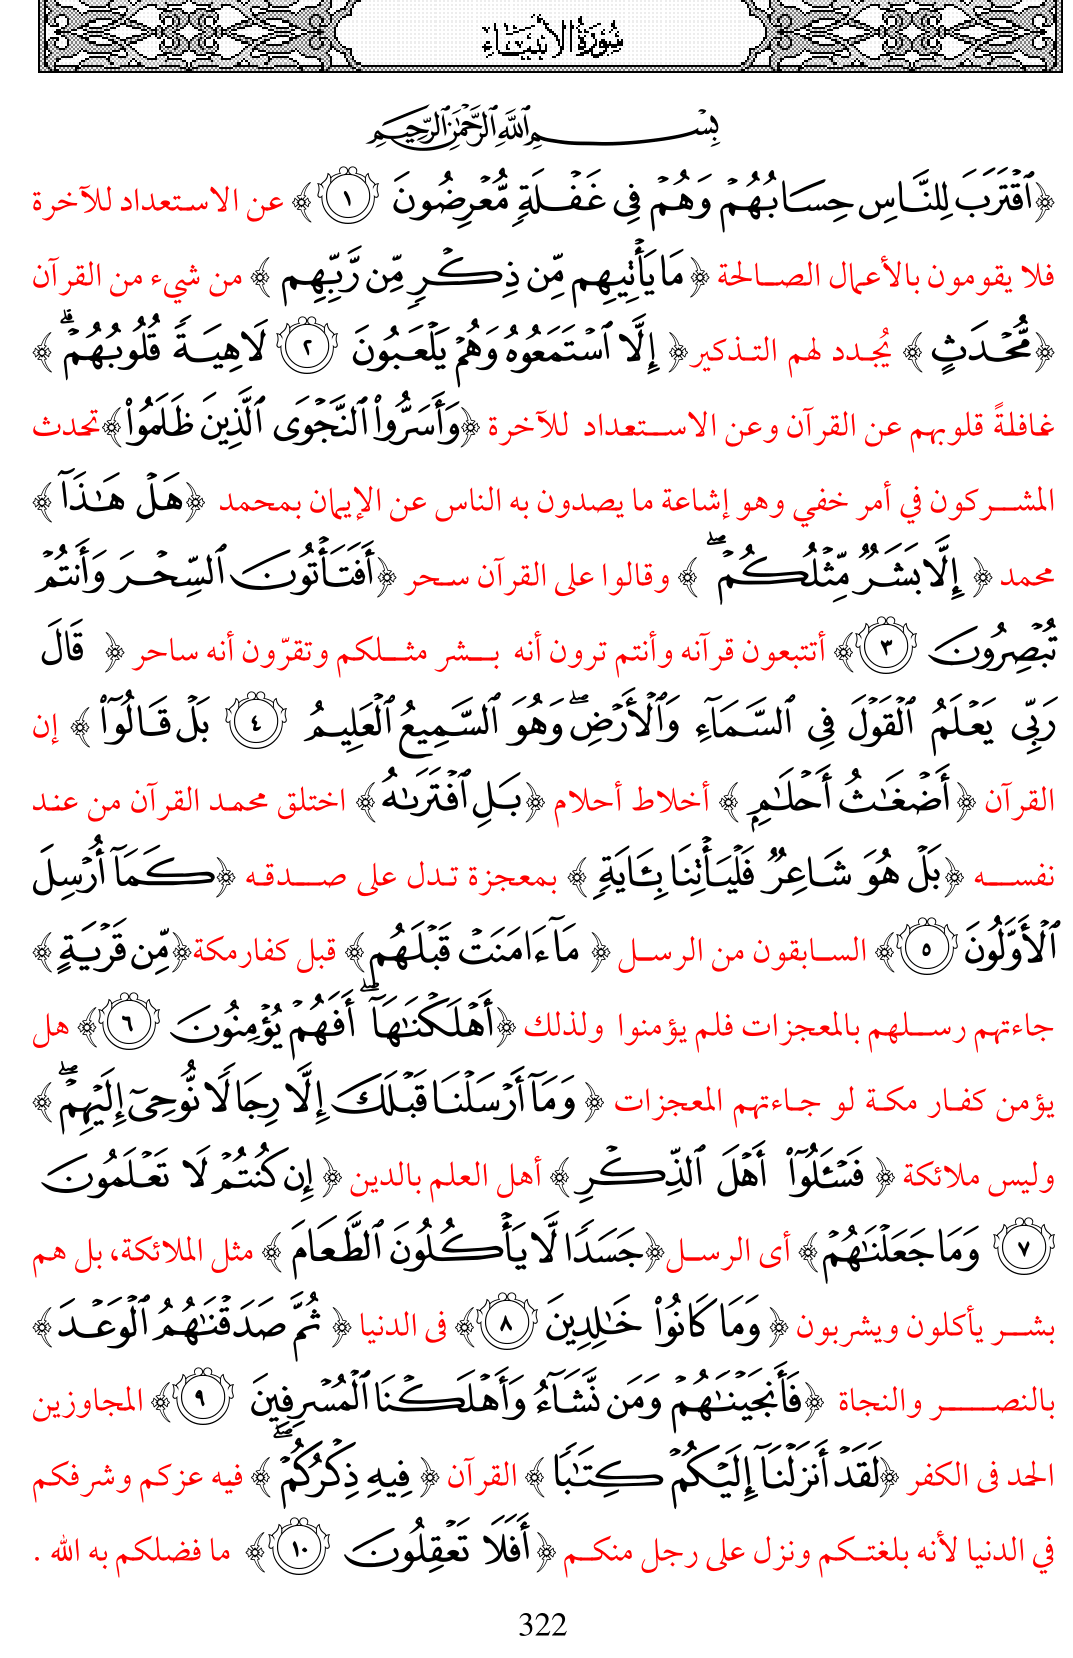 سُورَةُ الأنبيَاء
بِسْمِ ٱللَّهِ ٱلرَّحْمَٰنِ ٱلرَّحِيمِ
﴿ٱقْتَرَبَ لِلنَّاسِ حِسَابُهُمْ وَهُمْ فِى غَفْلَةٍ مُّعْرِضُونَ ١﴾ عن الاستعداد للآخرة
فلا يقومون بالأعمال الصالحة ﴿مَا يَأْتِيهِم مِّن ذِكْرٍ مِّن رَّبِّهِم﴾ من شيء من القرآن
﴿مُّحْدَثٍ﴾ يُجدد لهم التذكير ﴿إِلَّا ٱسْتَمَعُوهُ وَهُمْ يَلْعَبُونَ ٢ لَاهِيَةً قُلُوبُهُمْ ۗ﴾
غافلةً قلوبهم عن القرآن وعن الاستعداد للآخرة ﴿وَأَسَرُّوا۟ ٱلنَّجْوَى ٱلَّذِينَ ظَلَمُوا۟﴾ تحدث
المشركون في أمر خفي وهو إشاعة ما يصدون به الناس عن الإيمان بمحمد ﴿هَلْ هَٰذَآ﴾
محمد ﴿إِلَّا بَشَرٌ مِّثْلُكُمْ ۖ﴾ وقالوا على القرآن سحر ﴿أَفَتَأْتُونَ ٱلسِّحْرَ وَأَنتُمْ
تُبْصِرُونَ ٣﴾ أتتبعون قرآنه وأنتم ترون أنه بشر مثلكم وتقرّون أنه ساحر ﴿قَالَ
رَبِّى يَعْلَمُ ٱلْقَوْلَ فِى ٱلسَّمَآءِ وَٱلْأَرْضِ ۖ وَهُوَ ٱلسَّمِيعُ ٱلْعَلِيمُ ٤ بَلْ قَالُوٓا۟﴾ إن
القرآن ﴿أَضْغَٰثُ أَحْلَٰمٍ﴾ أخلاط أحلام ﴿بَلِ ٱفْتَرَىٰهُ﴾ اختلق محمد القرآن من عند
نفسه ﴿بَلْ هُوَ شَاعِرٌ فَلْيَأْتِنَا بِـَٔايَةٍ﴾ بمعجزة تدل على صدقه ﴿كَمَآ أُرْسِلَ
ٱلْأَوَّلُونَ ٥﴾ السابقون من الرسل ﴿مَآ ءَامَنَتْ قَبْلَهُم﴾ قبل كفار مكة ﴿مِّن قَرْيَةٍ﴾
جاءتهم رسلهم بالمعجزات فلم يؤمنوا ولذلك ﴿أَهْلَكْنَٰهَآ ۖ أَفَهُمْ يُؤْمِنُونَ ٦﴾ هل
يؤمن كفار مكة لو جاءتهم المعجزات ﴿وَمَآ أَرْسَلْنَا قَبْلَكَ إِلَّا رِجَالًا نُّوحِىٓ إِلَيْهِمْ ۖ﴾
وليس ملائكة ﴿فَسْـَٔلُوٓا۟ أَهْلَ ٱلذِّكْرِ﴾ أهل العلم بالدين ﴿إِن كُنتُمْ لَا تَعْلَمُونَ
٧ وَمَا جَعَلْنَٰهُمْ﴾ أى الرسل ﴿جَسَدًا لَّا يَأْكُلُونَ ٱلطَّعَامَ﴾ مثل الملائكة، بل هم
بشر يأكلون ويشربون ﴿وَمَا كَانُوا۟ خَٰلِدِينَ ٨﴾ فى الدنيا ﴿ثُمَّ صَدَقْنَٰهُمُ ٱلْوَعْدَ﴾
بالنصر والنجاة ﴿فَأَنجَيْنَٰهُمْ وَمَن نَّشَآءُ وَأَهْلَكْنَا ٱلْمُسْرِفِينَ ٩﴾ المجاوزين
الحد فى الكفر ﴿لَقَدْ أَنزَلْنَآ إِلَيْكُمْ كِتَٰبًا﴾ القرآن ﴿فِيهِ ذِكْرُكُمْ ۖ﴾ فيه عزكم وشرفكم
في الدنيا لأنه بلغتكم ونزل على رجل منكم ﴿أَفَلَا تَعْقِلُونَ ١٠﴾ ما فضلكم به الله .
322